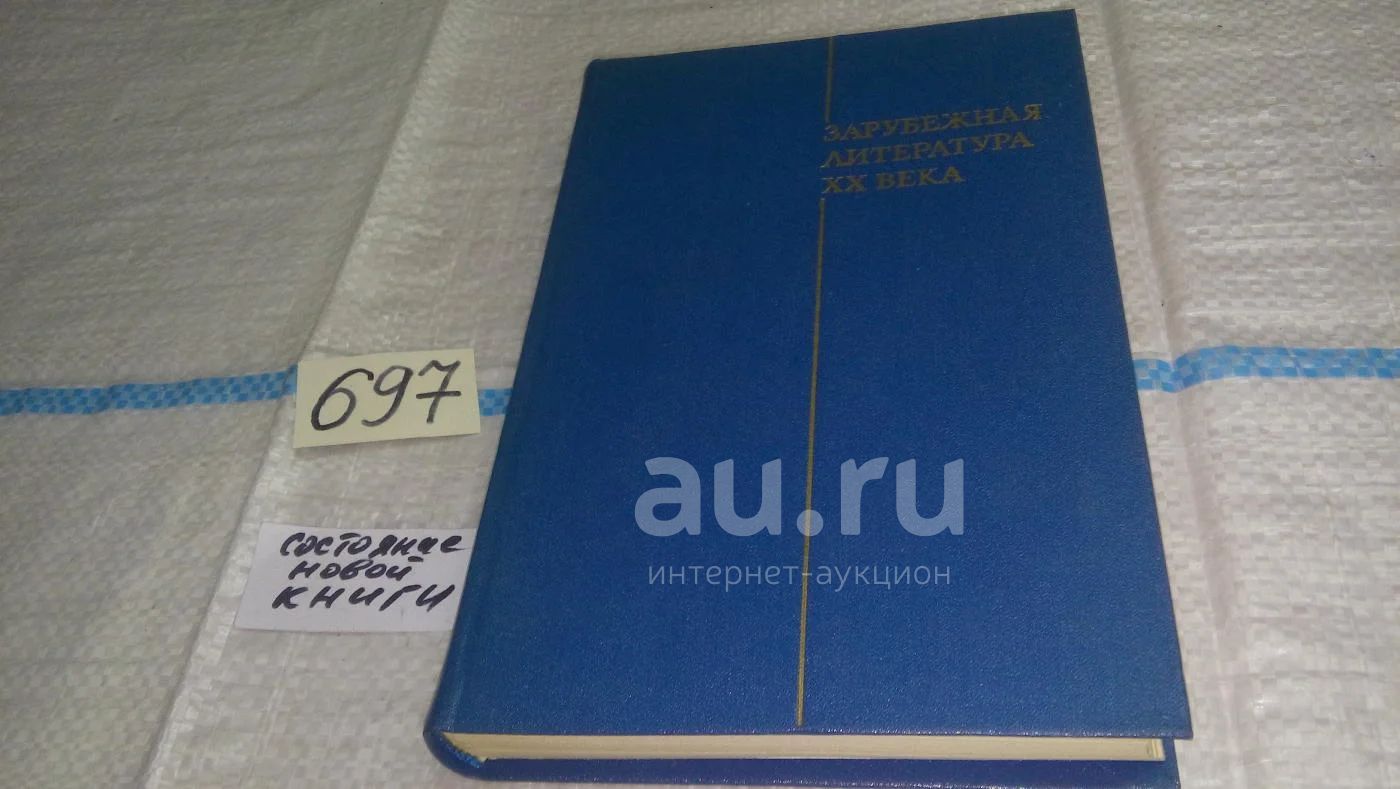 ЗАРУБЕЖНАЯ
ЛИТЕРАТУРА
XX ВЕКА
697
состояние
новой
книги
au.ru
интернет-аукцион